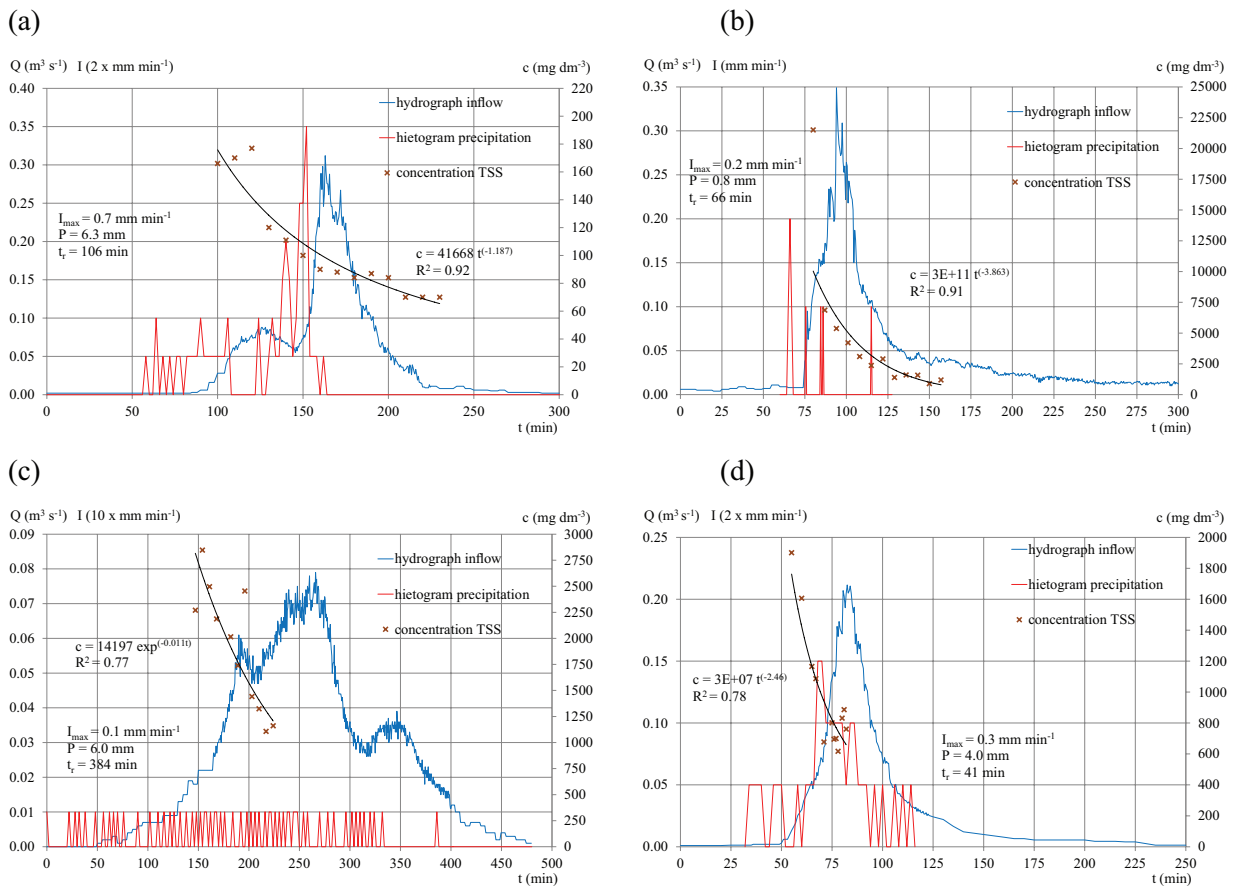 (a)
Q (m³ s⁻¹) I (2 x mm min⁻¹)
c (mg dm⁻³)
0.40
0.35
0.30
0.25
0.20
0.15
0.10
0.05
0.00
220
200
180
160
140
120
100
80
60
40
20
0
hydrograph inflow
hietogram precipitation
concentration TSS
Imax = 0.7 mm min⁻¹
P = 6.3 mm
tr = 106 min
c = 41668 t(-1.187)
R² = 0.92
0 50 100 150 200 250 300
t (min)
(b)
Q (m³ s⁻¹) I (mm min⁻¹)
c (mg dm⁻³)
0.35
0.30
0.25
0.20
0.15
0.10
0.05
0.00
25000
22500
20000
17500
15000
12500
10000
7500
5000
2500
0
hydrograph inflow
hietogram precipitation
concentration TSS
Imax = 0.2 mm min⁻¹
P = 0.8 mm
tr = 66 min
c = 3E+11 t(-3.863)
R² = 0.91
0 25 50 75 100 125 150 175 200 225 250 275 300
t (min)
(c)
Q (m³ s⁻¹) I (10 x mm min⁻¹)
c (mg dm⁻³)
0.09
0.08
0.07
0.06
0.05
0.04
0.03
0.02
0.01
0.00
3000
2750
2500
2250
2000
1750
1500
1250
1000
750
500
250
0
hydrograph inflow
hietogram precipitation
concentration TSS
c = 14197 exp(-0.011t)
R² = 0.77
Imax = 0.1 mm min⁻¹
P = 6.0 mm
tr = 384 min
0 50 100 150 200 250 300 350 400 450 500
t (min)
(d)
Q (m³ s⁻¹) I (2 x mm min⁻¹)
c (mg dm⁻³)
0.25
0.20
0.15
0.10
0.05
0.00
2000
1800
1600
1400
1200
1000
800
600
400
200
0
hydrograph inflow
hietogram precipitation
concentration TSS
c = 3E+07 t(-2.46)
R² = 0.78
Imax = 0.3 mm min⁻¹
P = 4.0 mm
tr = 41 min
0 25 50 75 100 125 150 175 200 225 250
t (min)